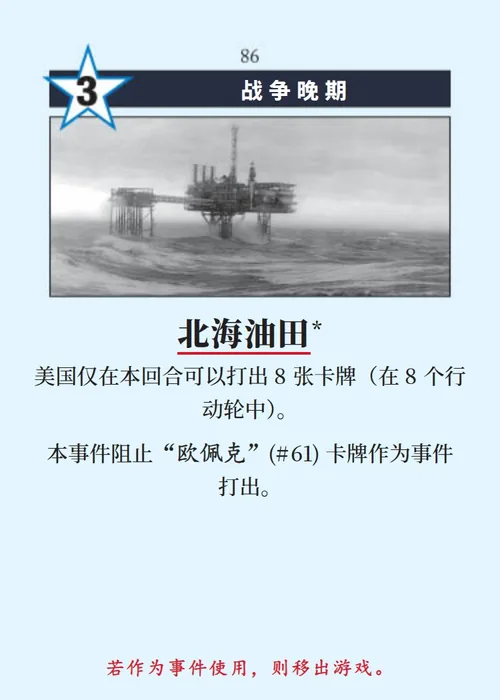 86
3
战争晚期
北海油田*
美国仅在本回合可以打出 8 张卡牌（在 8 个行
动轮中）。
本事件阻止“欧佩克”(#61) 卡牌作为事件
打出。
若作为事件使用，则移出游戏。